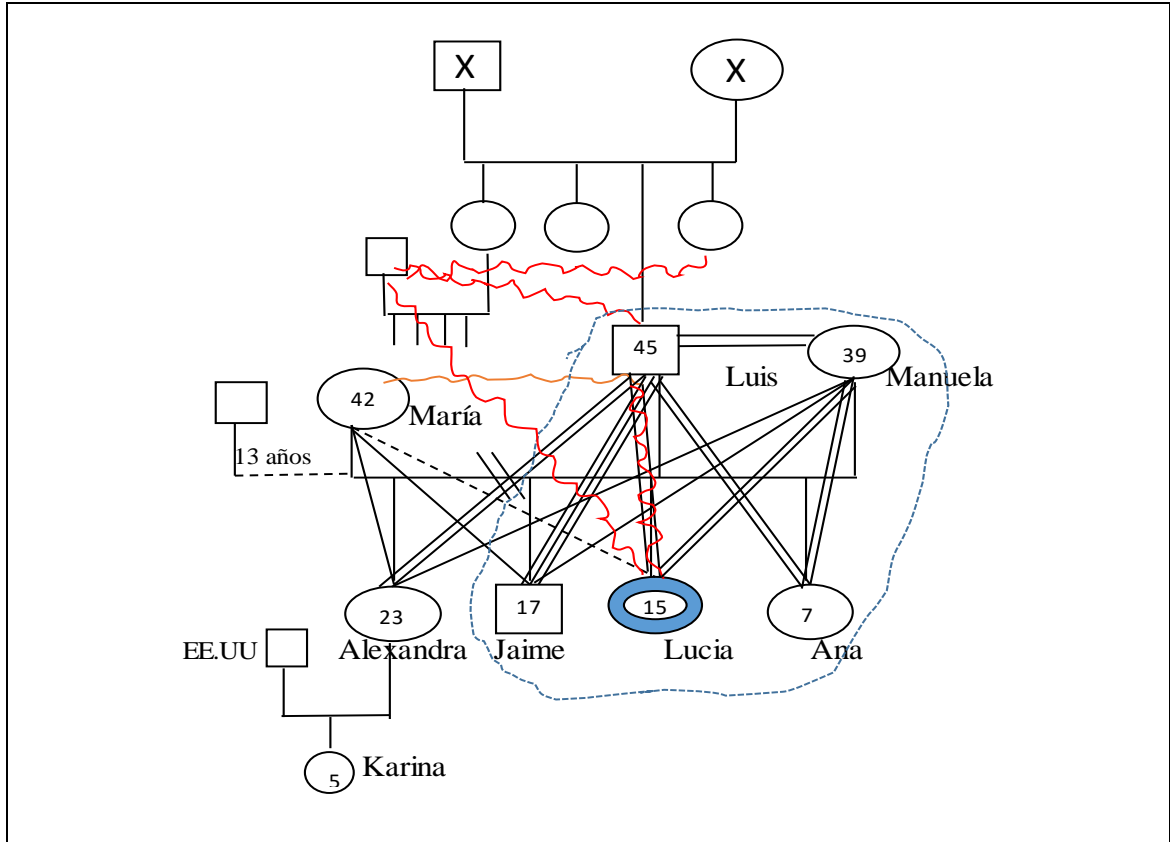 X
X
45
39
Luis
Manuela
42
María
13 años
23
17
15
7
EE.UU
Alexandra
Jaime
Lucia
Ana
5
Karina